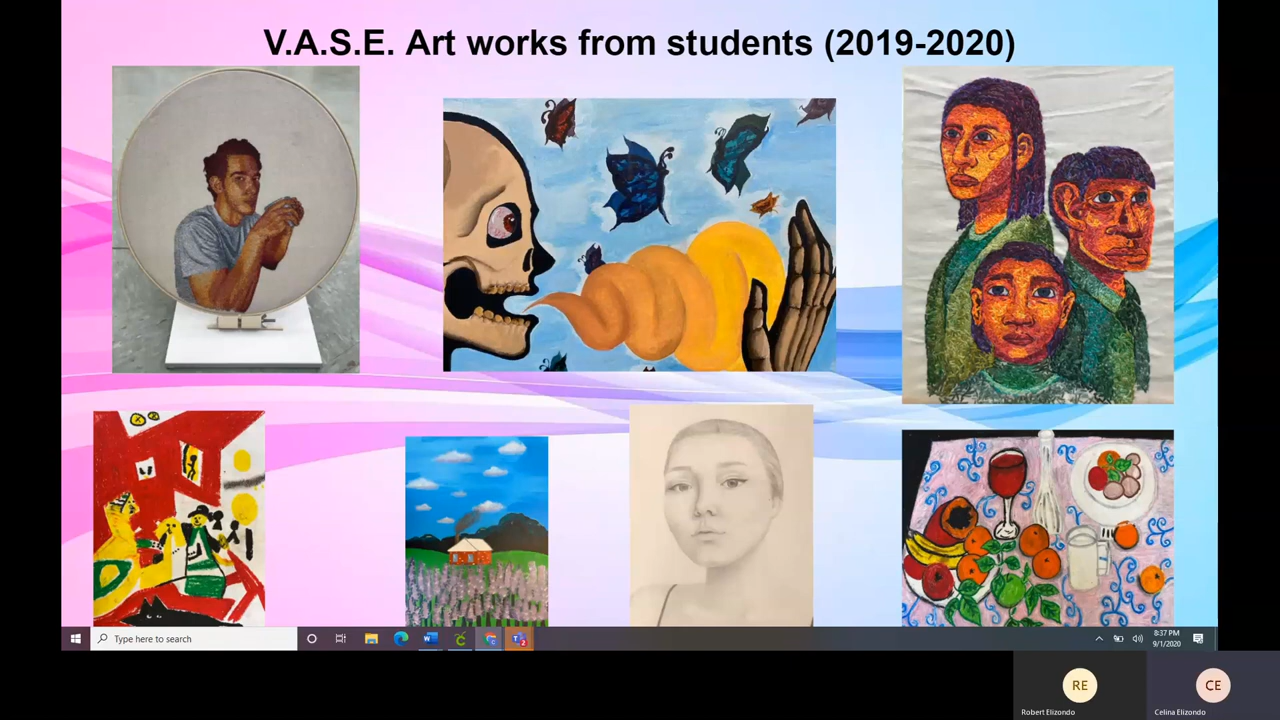 V.A.S.E. Art works from students (2019-2020)
Type here to search
8:37 PM
9/1/2020
RE
CE
Robert Elizondo
Celina Elizondo